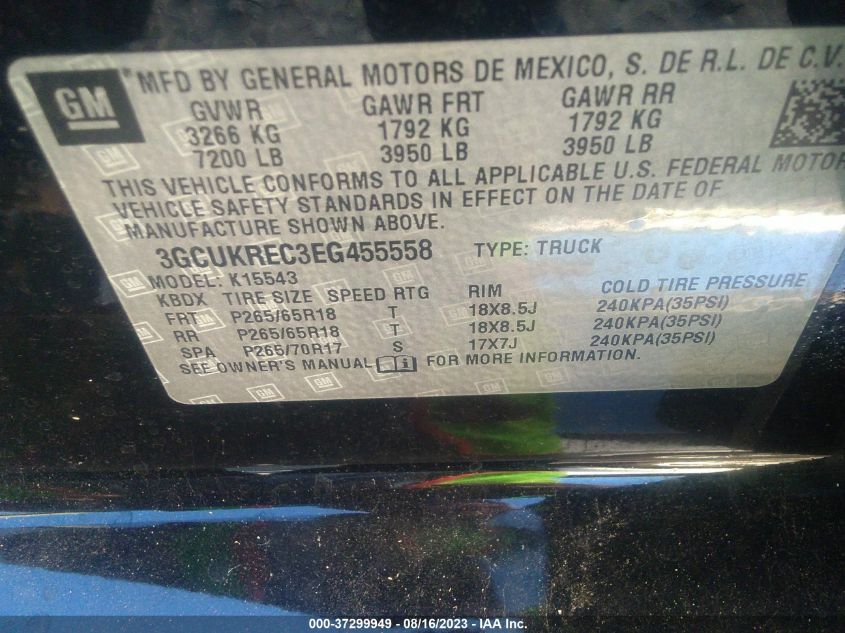 GM
® MFD BY GENERAL MOTORS DE MEXICO, S. DE R.L. DE C.V.
GVWR GAWR FRT GAWR RR
3266 KG 1792 KG 1792 KG
7200 LB 3950 LB 3950 LB
THIS VEHICLE CONFORMS TO ALL APPLICABLE U.S. FEDERAL MOTOR
VEHICLE SAFETY STANDARDS IN EFFECT ON THE DATE OF
MANUFACTURE SHOWN ABOVE.
3GCUKREC3EG455558 TYPE: TRUCK
MODEL: K15543
KBDX TIRE SIZE SPEED RTG RIM COLD TIRE PRESSURE
FRT P265/65R18 T 18X8.5J 240KPA(35PSI)
RR P265/65R18 T 18X8.5J 240KPA(35PSI)
SPA P265/70R17 S 17X7J 240KPA(35PSI)
SEE OWNER'S MANUAL i FOR MORE INFORMATION.
000-37299949 - 08/16/2023 - IAA Inc.